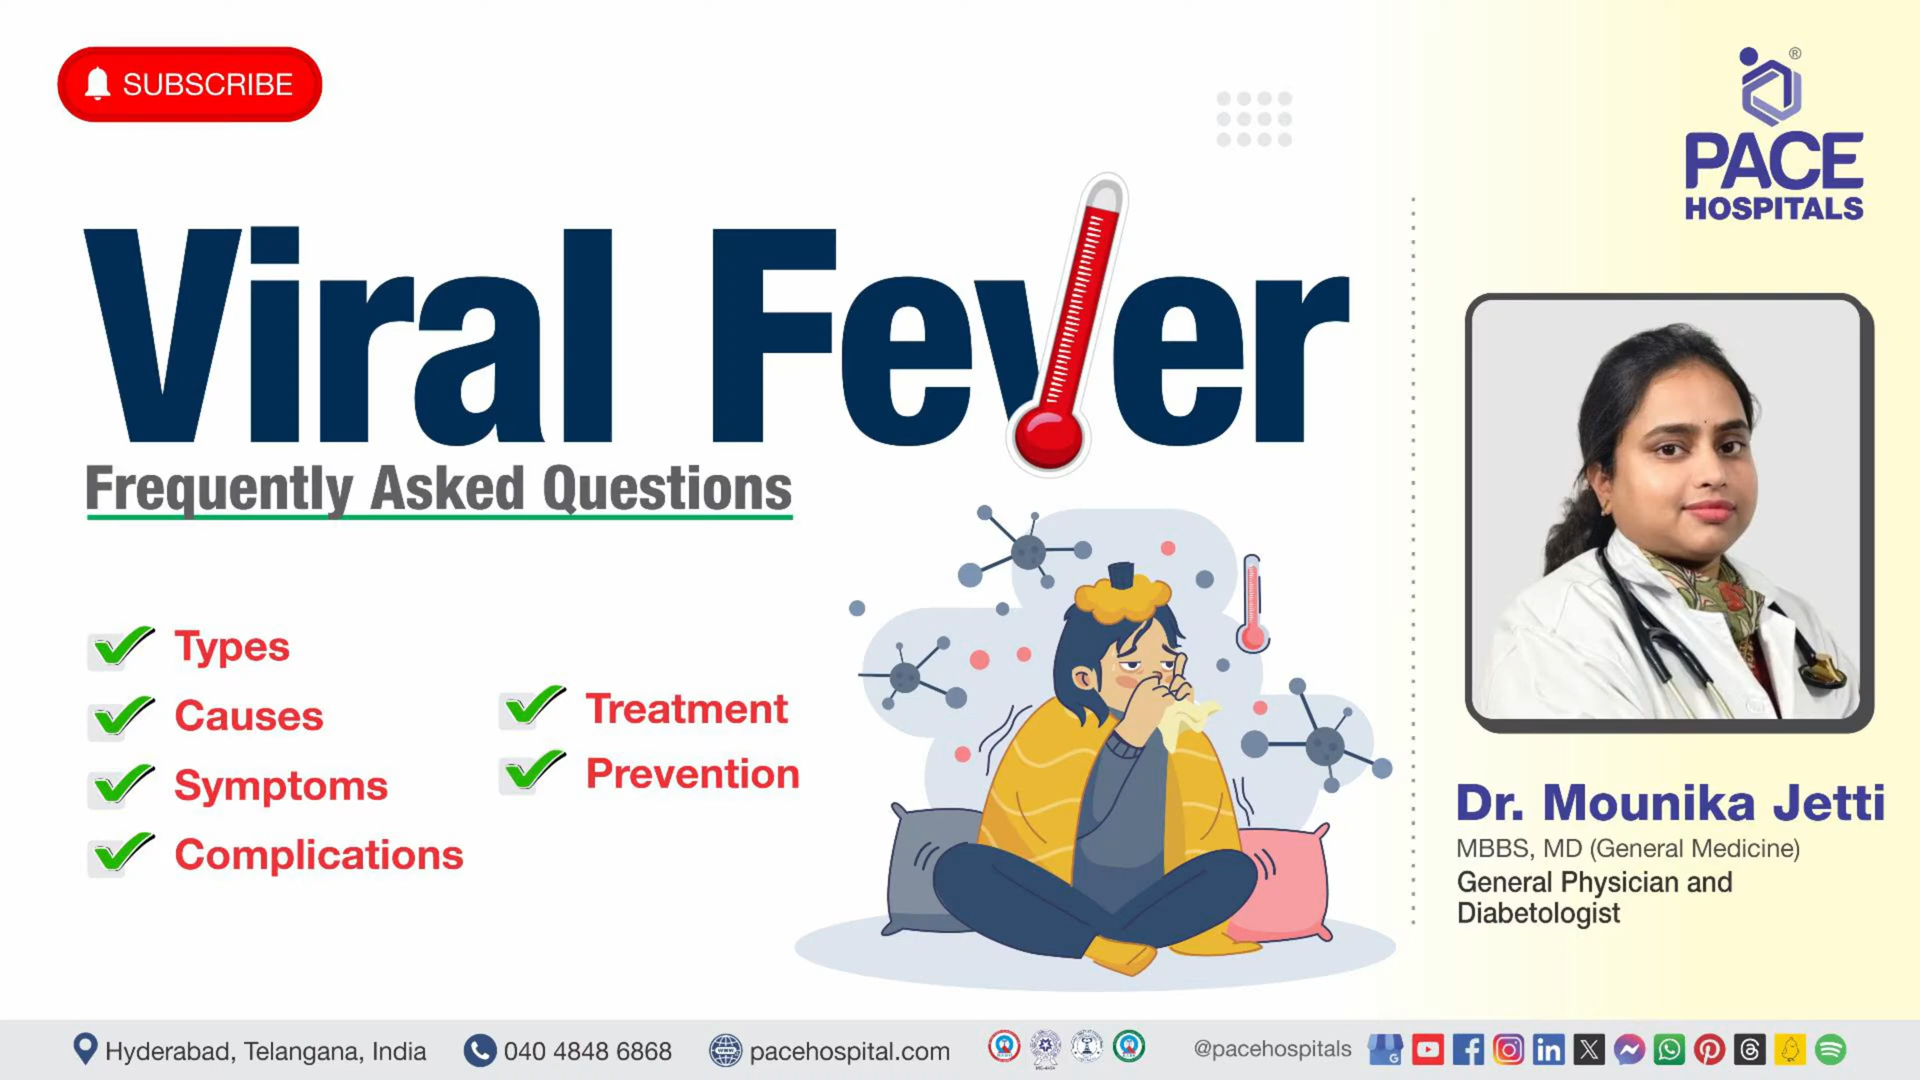 SUBSCRIBE
®
PACE
HOSPITALS
Viral Fever
Frequently Asked Questions
Types
Causes
Symptoms
Complications
Treatment
Prevention
Dr. Mounika Jetti
MBBS, MD (General Medicine)
General Physician and
Diabetologist
Hyderabad, Telangana, India
040 4848 6868
www
pacehospital.com
@pacehospitals